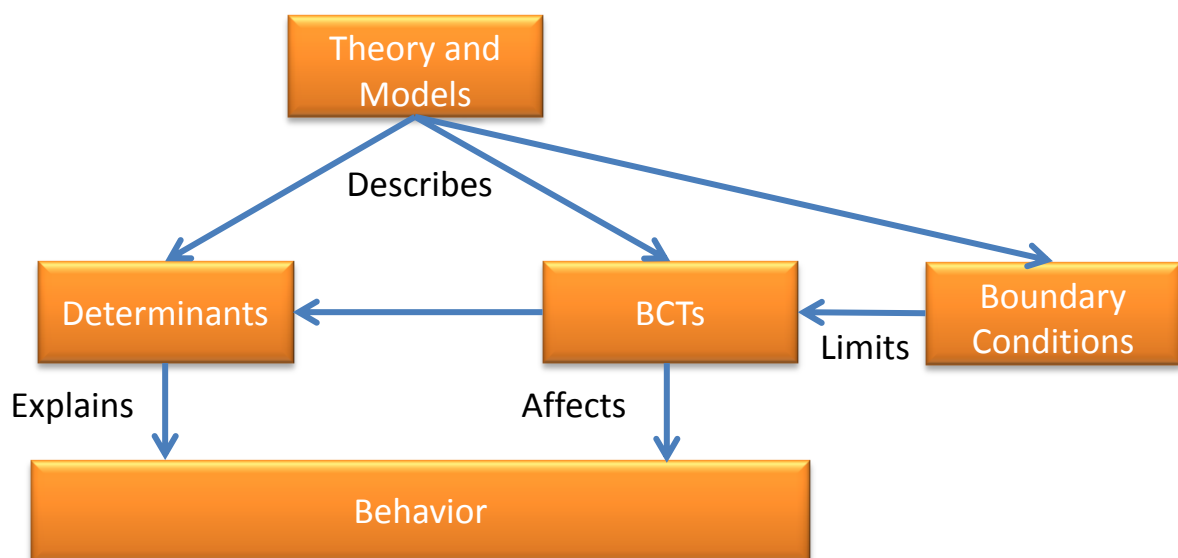 Theory and
Models
Describes
Determinants
BCTs
Boundary
Conditions
Limits
Explains
Affects
Behavior